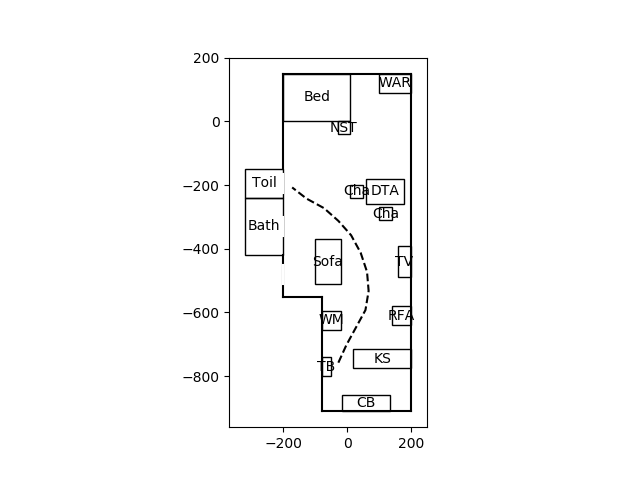 200
WAR
Bed
0
NST
Toil
-200
Cha
DTA
Cha
Bath
-400
Sofa
TV
-600
WM
RFA
KS
TB
-800
CB
-200
0
200